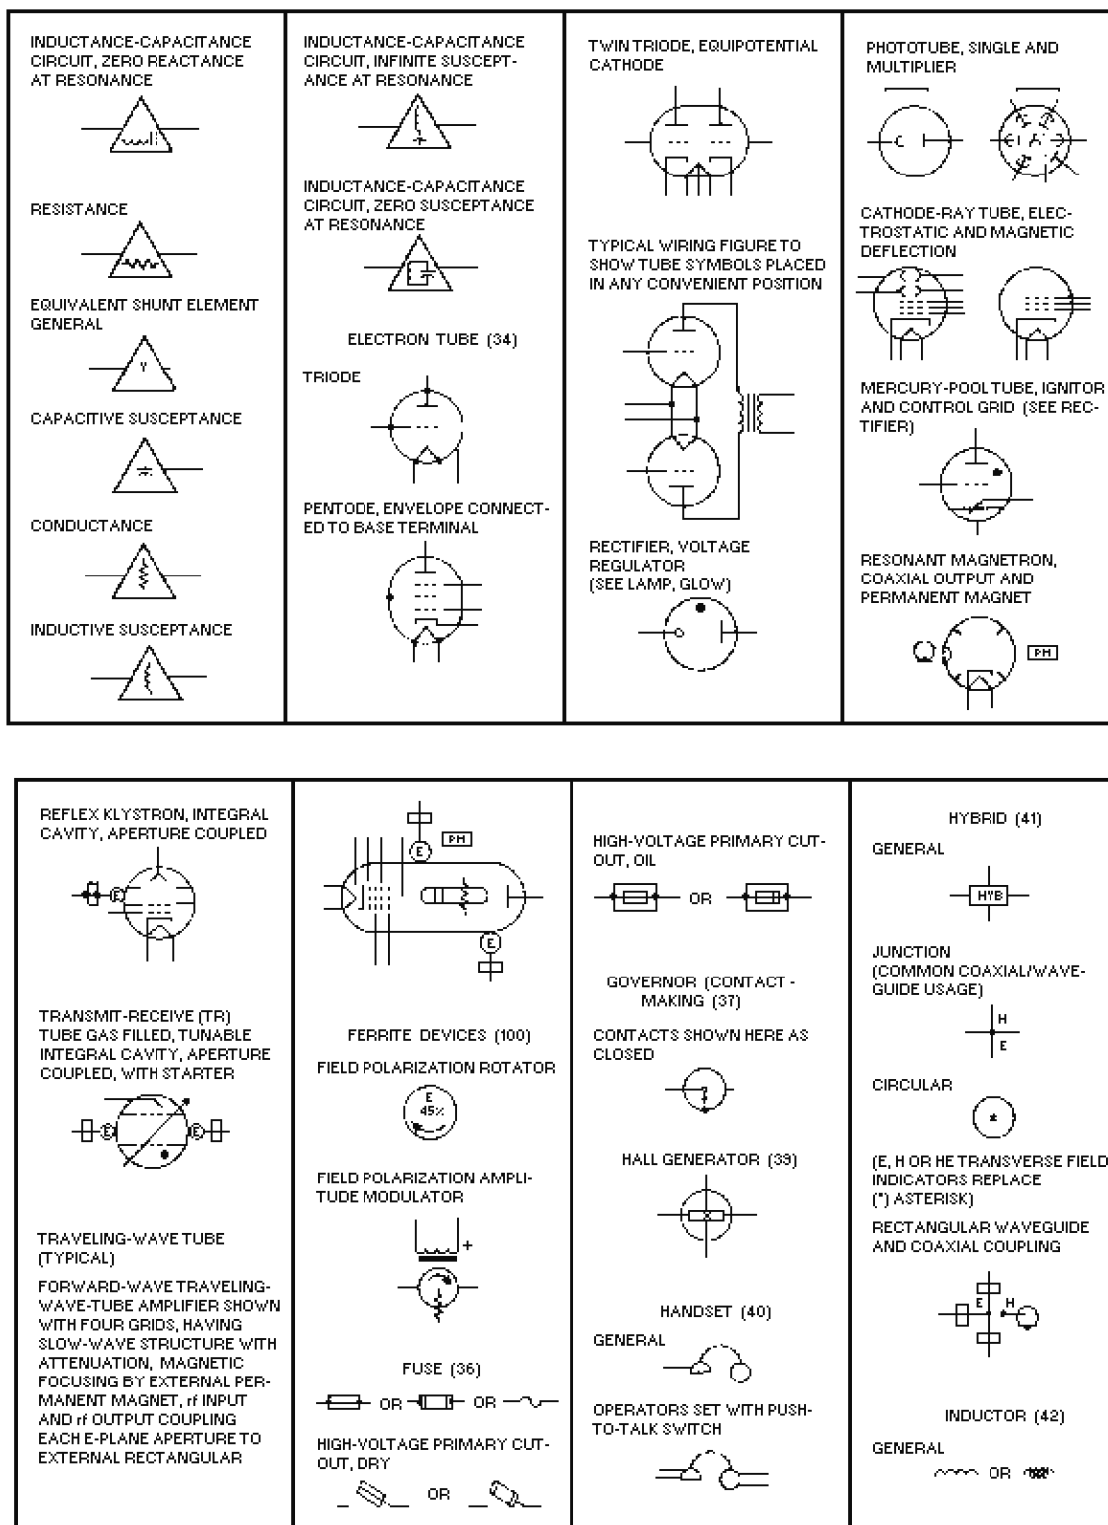 INDUCTANCE-CAPACITANCE
CIRCUIT, ZERO REACTANCE
AT RESONANCE
RESISTANCE
EQUIVALENT SHUNT ELEMENT
GENERAL
Y
CAPACITIVE SUSCEPTANCE
CONDUCTANCE
INDUCTIVE SUSCEPTANCE
INDUCTANCE-CAPACITANCE
CIRCUIT, INFINITE SUSCEPT-
ANCE AT RESONANCE
INDUCTANCE-CAPACITANCE
CIRCUIT, ZERO SUSCEPTANCE
AT RESONANCE
ELECTRON TUBE (34)
TRIODE
PENTODE, ENVELOPE CONNECT-
ED TO BASE TERMINAL
TWIN TRIODE, EQUIPOTENTIAL
CATHODE
TYPICAL WIRING FIGURE TO
SHOW TUBE SYMBOLS PLACED
IN ANY CONVENIENT POSITION
RECTIFIER, VOLTAGE
REGULATOR
(SEE LAMP, GLOW)
PHOTOTUBE, SINGLE AND
MULTIPLIER
CATHODE-RAY TUBE, ELEC-
TROSTATIC AND MAGNETIC
DEFLECTION
MERCURY-POOL TUBE, IGNITOR
AND CONTROL GRID (SEE REC-
TIFIER)
RESONANT MAGNETRON,
COAXIAL OUTPUT AND
PERMANENT MAGNET
PM
REFLEX KLYSTRON, INTEGRAL
CAVITY, APERTURE COUPLED
E
TRANSMIT-RECEIVE (TR)
TUBE GAS FILLED, TUNABLE
INTEGRAL CAVITY, APERTURE
COUPLED, WITH STARTER
E E
TRAVELING-WAVE TUBE
(TYPICAL)
FORWARD-WAVE TRAVELING-
WAVE-TUBE AMPLIFIER SHOWN
WITH FOUR GRIDS, HAVING
SLOW-WAVE STRUCTURE WITH
ATTENUATION, MAGNETIC
FOCUSING BY EXTERNAL PER-
MANENT MAGNET, rf INPUT
AND rf OUTPUT COUPLING
EACH E-PLANE APERTURE TO
EXTERNAL RECTANGULAR
E PM
E
FERRITE DEVICES (100)
FIELD POLARIZATION ROTATOR
E
45%
FIELD POLARIZATION AMPLI-
TUDE MODULATOR
+
FUSE (36)
OR OR
HIGH-VOLTAGE PRIMARY CUT-
OUT, DRY
OR
HIGH-VOLTAGE PRIMARY CUT-
OUT, OIL
OR
GOVERNOR (CONTACT -
MAKING (37)
CONTACTS SHOWN HERE AS
CLOSED
HALL GENERATOR (39)
HANDSET (40)
GENERAL
OPERATORS SET WITH PUSH-
TO-TALK SWITCH
HYBRID (41)
GENERAL
HYB
JUNCTION
(COMMON COAXIAL/WAVE-
GUIDE USAGE)
H
E
CIRCULAR
*
(E, H OR HE TRANSVERSE FIELD
INDICATORS REPLACE
(*) ASTERISK)
RECTANGULAR WAVEGUIDE
AND COAXIAL COUPLING
E H
INDUCTOR (42)
GENERAL
OR